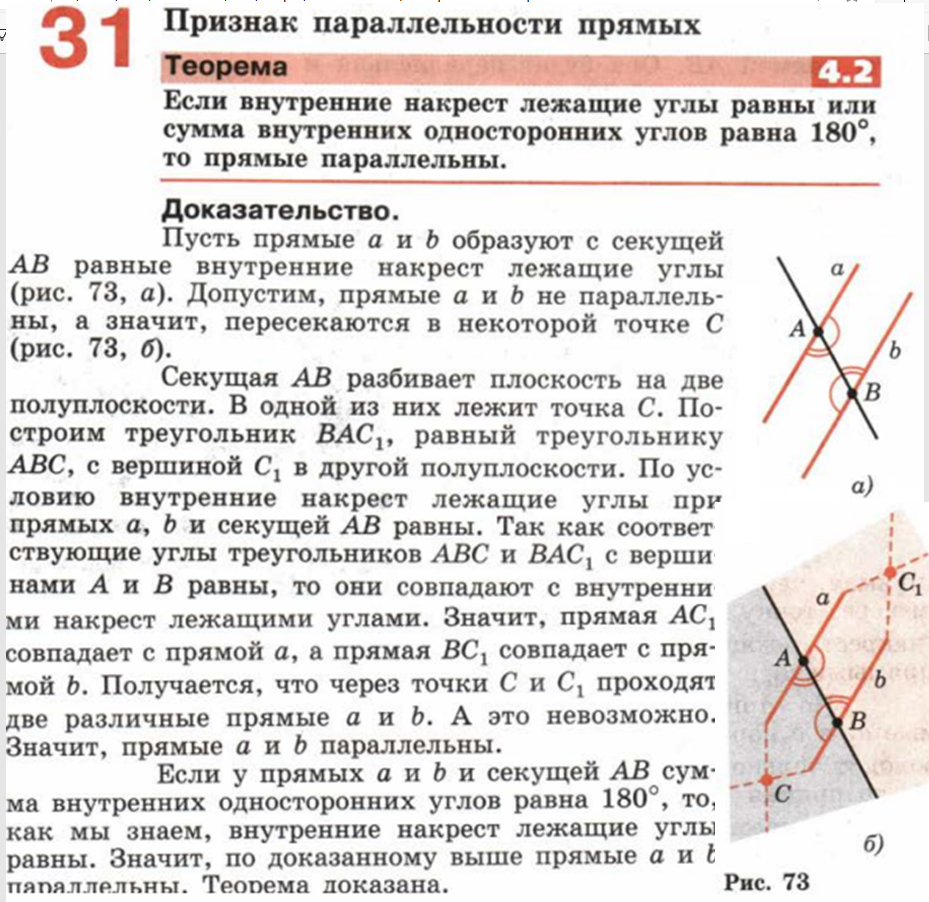 31
Признак параллельности прямых
Теорема
4.2
Если внутренние накрест лежащие углы равны или
сумма внутренних односторонних углов равна 180°,
то прямые параллельны.
Доказательство.
Пусть прямые a и b образуют с секущей
AB равные внутренние накрест лежащие углы
(рис. 73, а). Допустим, прямые a и b не параллель-
ны, а значит, пересекаются в некоторой точке C
(рис. 73, б).
Секущая AB разбивает плоскость на две
полуплоскости. В одной из них лежит точка C. По-
строим треугольник BAC₁, равный треугольнику
ABC, с вершиной C₁ в другой полуплоскости. По ус-
ловию внутренние накрест лежащие углы при
прямых a, b и секущей AB равны. Так как соответ
ствующие углы треугольников ABC и BAC₁ с верши
нами A и B равны, то они совпадают с внутренни
ми накрест лежащими углами. Значит, прямая AC₁
совпадает с прямой a, а прямая BC₁ совпадает с пря-
мой b. Получается, что через точки C и C₁ проходят
две различные прямые a и b. А это невозможно.
Значит, прямые a и b параллельны.
Если у прямых a и b и секущей AB сум-
ма внутренних односторонних углов равна 180°, то,
как мы знаем, внутренние накрест лежащие углы
равны. Значит, по доказанному выше прямые a и b
параллельны. Теорема доказана.
a
A
b
B
а)
C₁
a
A
b
B
C
б)
Рис. 73